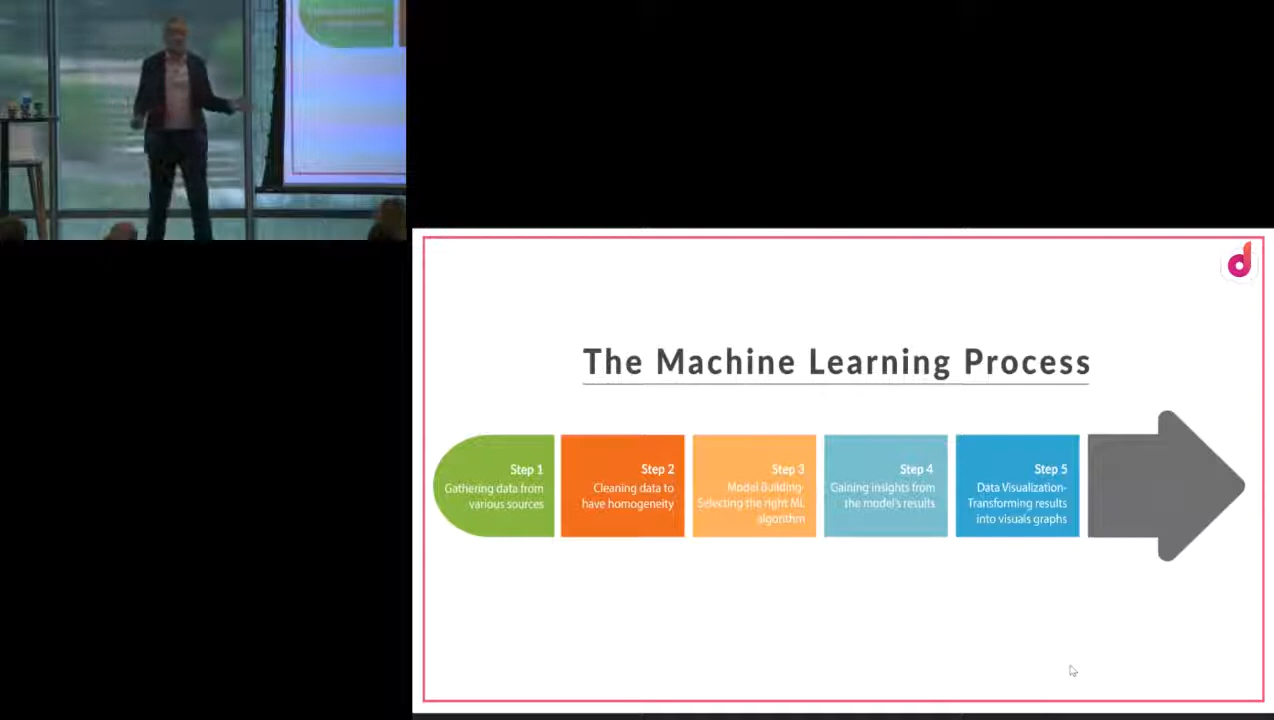 The Machine Learning Process
Step 1
Gathering data from
various sources
Step 2
Cleaning data to
have homogeneity
Step 3
Model Building-
Selecting the right ML
algorithm
Step 4
Gaining insights from
the model's results
Step 5
Data Visualization-
Transforming results
into visuals graphs
d